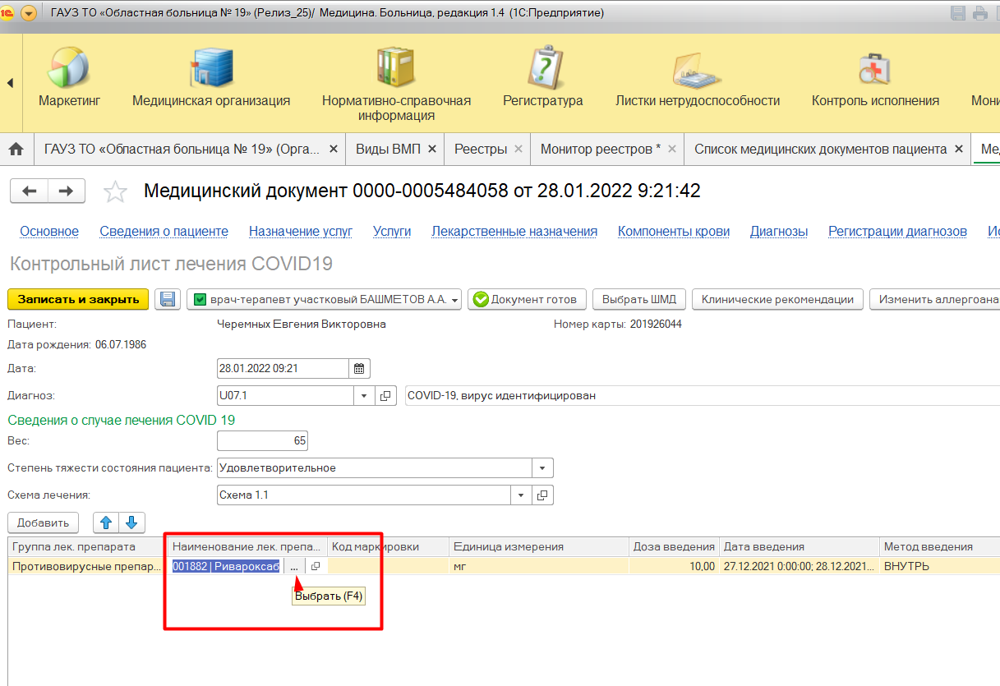 1С ГАУЗ ТО «Областная больница № 19» (Релиз_25)/ Медицина. Больница, редакция 1.4 (1С:Предприятие)
Маркетинг Медицинская организация Нормативно-справочная информация Регистратура Листки нетрудоспособности Контроль исполнения Мони
ГАУЗ ТО «Областная больница № 19» (Орга... × Виды ВМП × Реестры × Монитор реестров * × Список медицинских документов пациента × Мед
Медицинский документ 0000-0005484058 от 28.01.2022 9:21:42
Основное Сведения о пациенте Назначение услуг Услуги Лекарственные назначения Компоненты крови Диагнозы Регистрации диагнозов Ис
Контрольный лист лечения COVID19
Записать и закрыть врач-терапевт участковый БАШМЕТОВ А.А. Документ готов Выбрать ШМД Клинические рекомендации Изменить аллергоана
Пациент: Черемных Евгения Викторовна Номер карты: 201926044
Дата рождения: 06.07.1986
Дата: 28.01.2022 09:21
Диагноз: U07.1 COVID-19, вирус идентифицирован
Сведения о случае лечения COVID 19
Вес: 65
Степень тяжести состояния пациента: Удовлетворительное
Схема лечения: Схема 1.1
Добавить
Группа лек. препарата Наименование лек. препа... Код маркировки Единица измерения Доза введения Дата введения Метод введения
Противовирусные препар... 001882 | Ривароксаб ... мг 10,00 27.12.2021 0:00:00; 28.12.2021... ВНУТРЬ
Выбрать (F4)